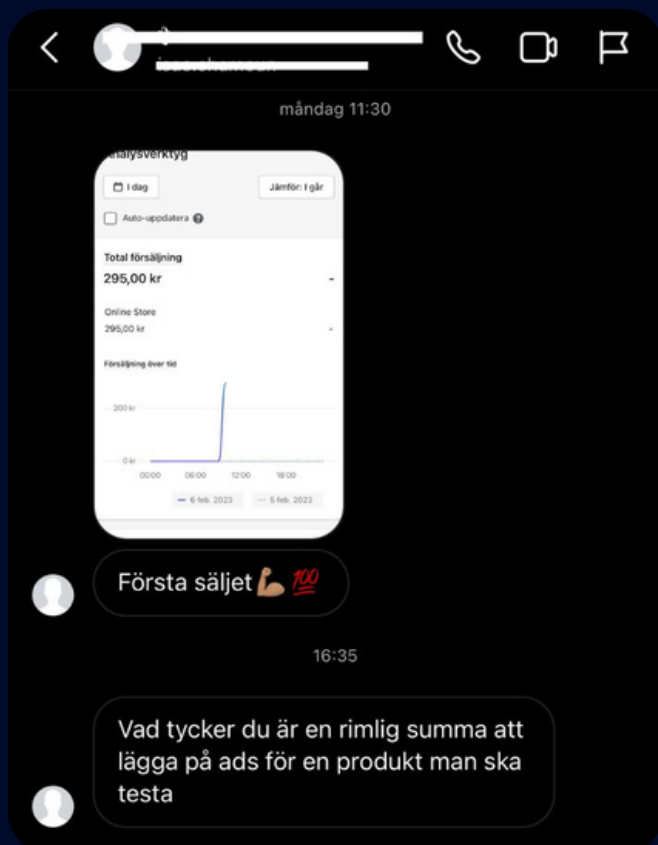 måndag 11:30
Analysverktyg
I dag
Jämför: I går
Auto-uppdatera ?
Total försäljning
295,00 kr -
Online Store
295,00 kr -
Försäljning över tid
200 kr
0 kr
00:00 06:00 12:00 18:00
6 feb. 2023 5 feb. 2023
Första säljet💪🏽 💯
16:35
Vad tycker du är en rimlig summa att
lägga på ads för en produkt man ska
testa